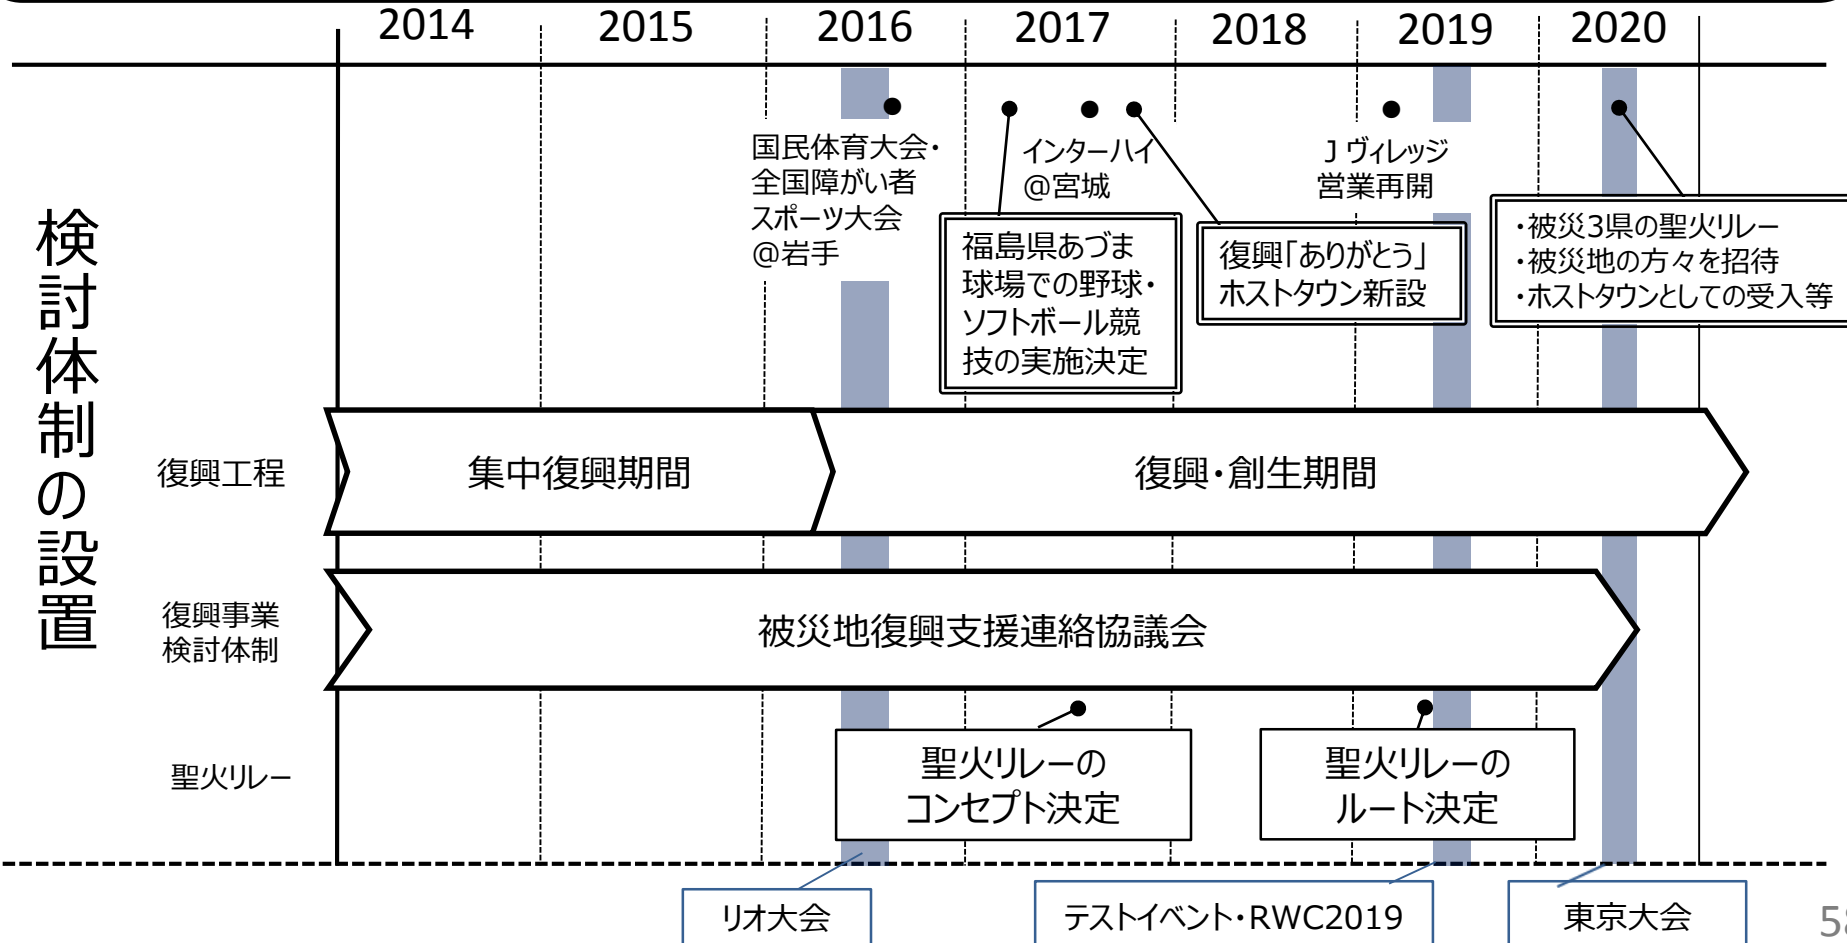 2014 2015 2016 2017 2018 2019 2020
検討体制の設置
国民体育大会・
全国障がい者
スポーツ大会
@岩手
インターハイ
@宮城
Jヴィレッジ
営業再開
福島県あづま
球場での野球・
ソフトボール競
技の実施決定
復興「ありがとう」
ホストタウン新設
・被災3県の聖火リレー
・被災地の方々を招待
・ホストタウンとしての受入等
復興工程
集中復興期間
復興・創生期間
復興事業
検討体制
被災地復興支援連絡協議会
聖火リレー
聖火リレーの
コンセプト決定
聖火リレーの
ルート決定
リオ大会
テストイベント・RWC2019
東京大会